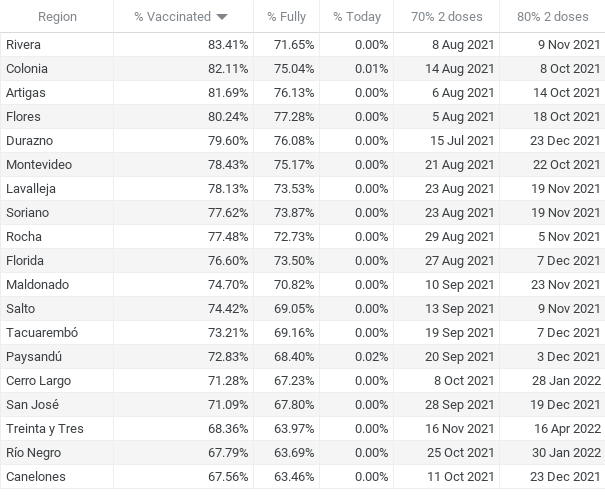 Region % Vaccinated % Fully % Today 70% 2 doses 80% 2 doses
Rivera 83.41% 71.65% 0.00% 8 Aug 2021 9 Nov 2021
Colonia 82.11% 75.04% 0.01% 14 Aug 2021 8 Oct 2021
Artigas 81.69% 76.13% 0.00% 6 Aug 2021 14 Oct 2021
Flores 80.24% 77.28% 0.00% 5 Aug 2021 18 Oct 2021
Durazno 79.60% 76.08% 0.00% 15 Jul 2021 23 Dec 2021
Montevideo 78.43% 75.17% 0.00% 21 Aug 2021 22 Oct 2021
Lavalleja 78.13% 73.53% 0.00% 23 Aug 2021 19 Nov 2021
Soriano 77.62% 73.87% 0.00% 23 Aug 2021 19 Nov 2021
Rocha 77.48% 72.73% 0.00% 29 Aug 2021 5 Nov 2021
Florida 76.60% 73.50% 0.00% 27 Aug 2021 7 Dec 2021
Maldonado 74.70% 70.82% 0.00% 10 Sep 2021 23 Nov 2021
Salto 74.42% 69.05% 0.00% 13 Sep 2021 9 Nov 2021
Tacuarembó 73.21% 69.16% 0.00% 19 Sep 2021 7 Dec 2021
Paysandú 72.83% 68.40% 0.02% 20 Sep 2021 3 Dec 2021
Cerro Largo 71.28% 67.23% 0.00% 8 Oct 2021 28 Jan 2022
San José 71.09% 67.80% 0.00% 28 Sep 2021 19 Dec 2021
Treinta y Tres 68.36% 63.97% 0.00% 16 Nov 2021 16 Apr 2022
Río Negro 67.79% 63.69% 0.00% 25 Oct 2021 30 Jan 2022
Canelones 67.56% 63.46% 0.00% 11 Oct 2021 23 Dec 2021